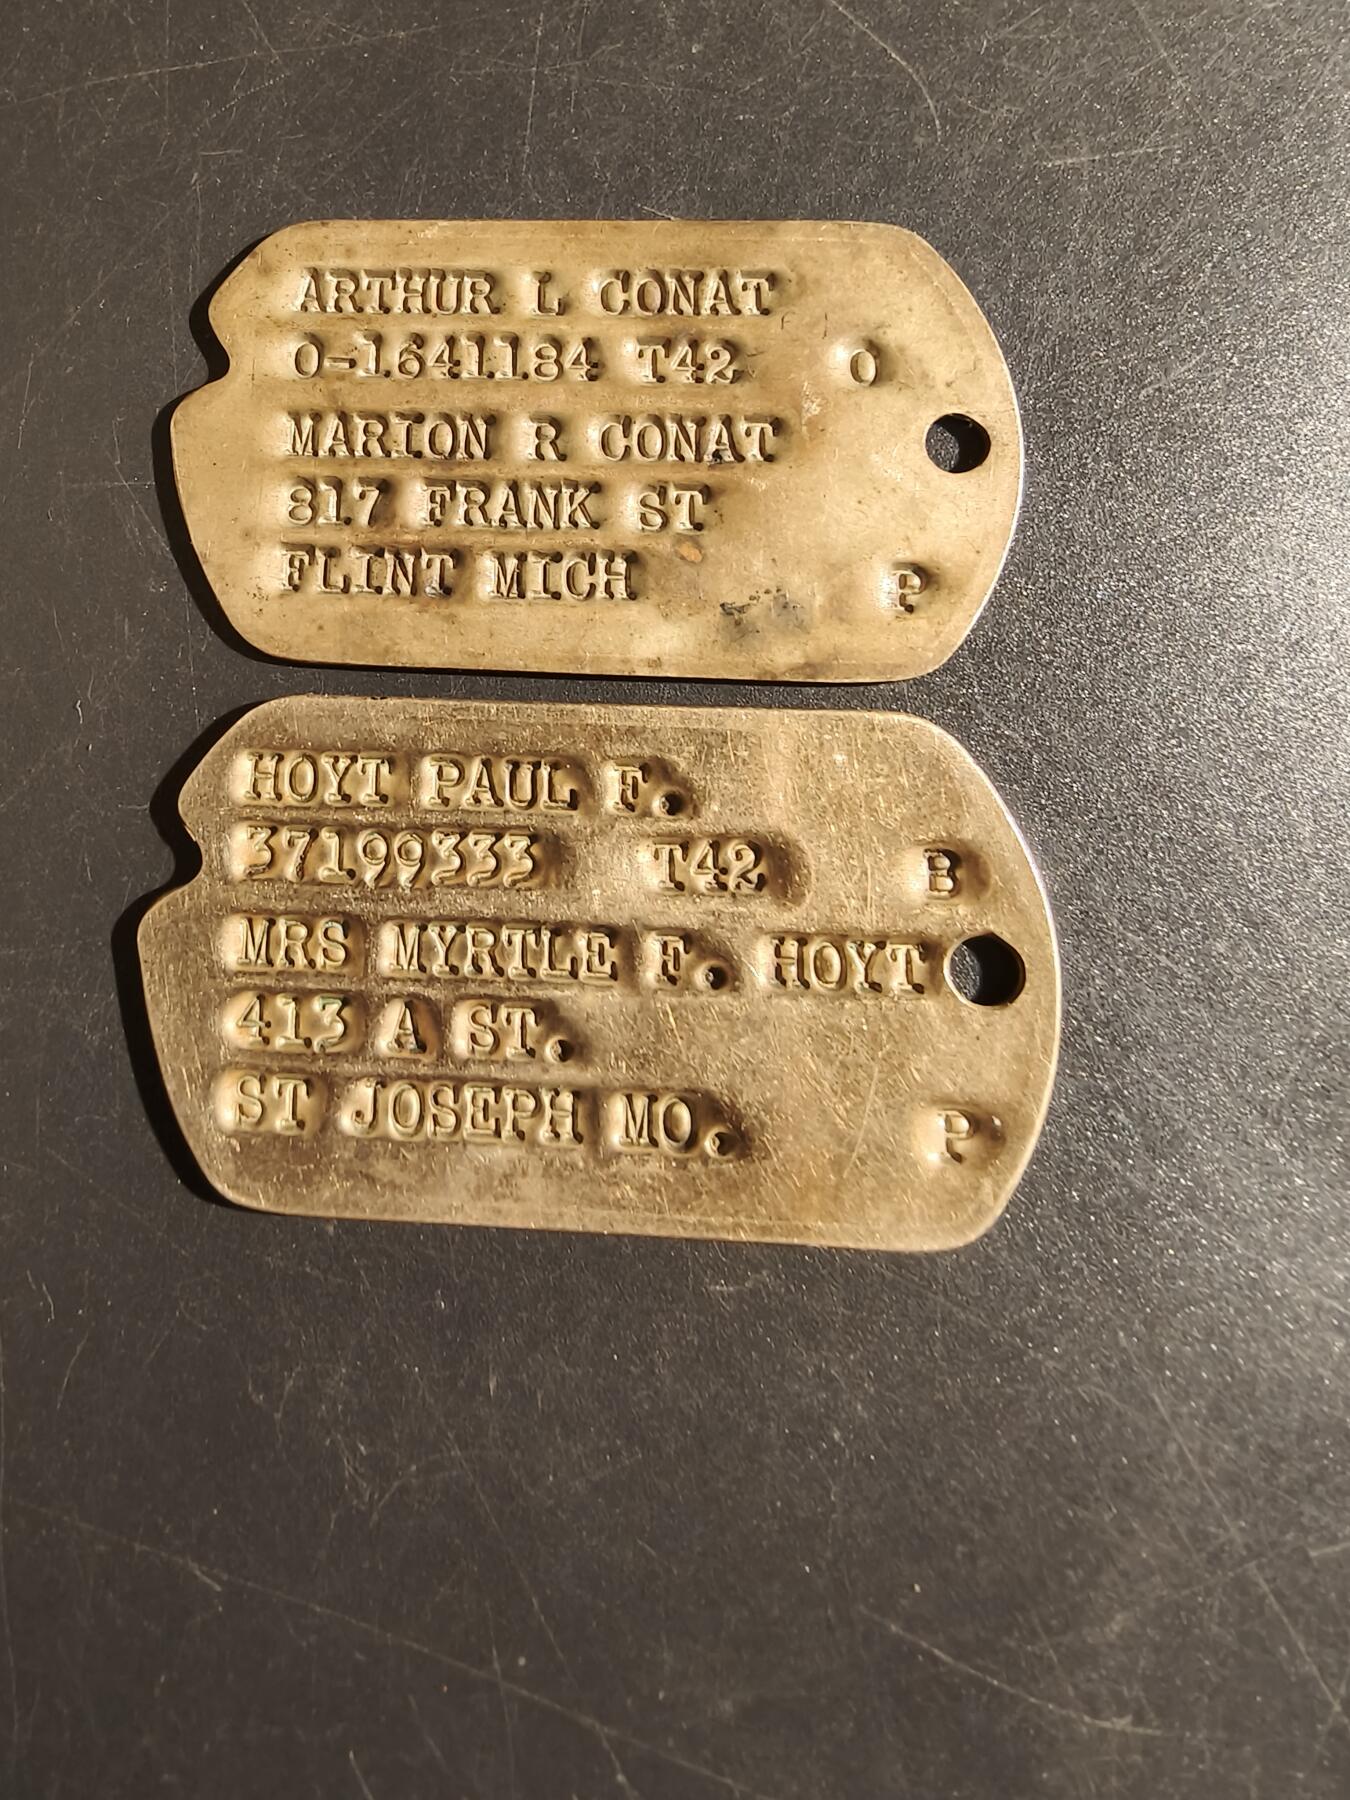 ARTHUR L CONAT
O-1641184 T42 O
MARION R CONAT
817 FRANK ST
FLINT MICH P
HOYT PAUL F.
37199333 T42 B
MRS MYRTLE F. HOYT
413 A ST.
ST JOSEPH MO. P